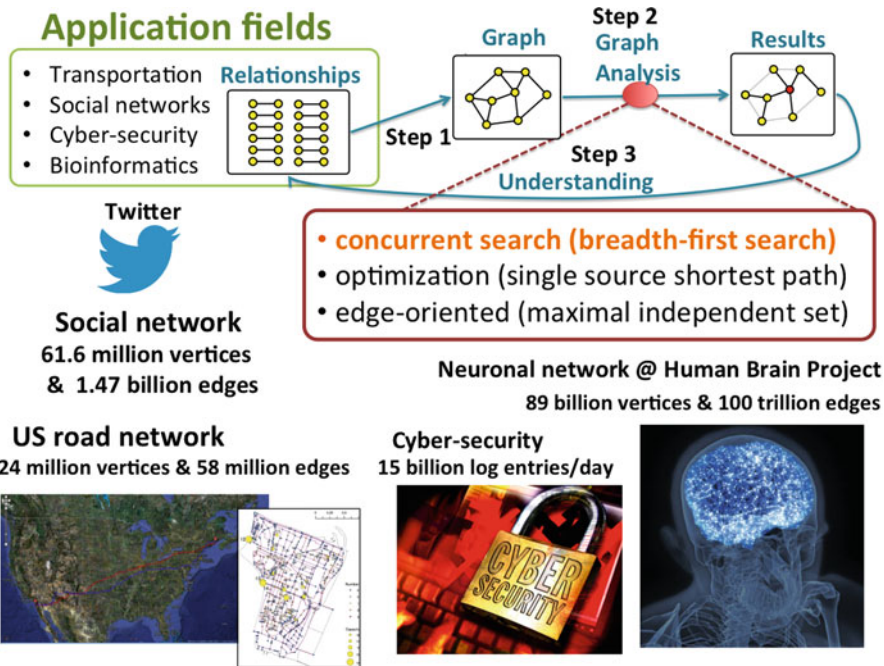 Application fields
• Transportation
• Social networks
• Cyber-security
• Bioinformatics
Relationships
Step 1
Graph
Step 2
Graph
Analysis
Results
Step 3
Understanding
• concurrent search (breadth-first search)
• optimization (single source shortest path)
• edge-oriented (maximal independent set)
Twitter
Social network
61.6 million vertices
& 1.47 billion edges
Neuronal network @ Human Brain Project
89 billion vertices & 100 trillion edges
US road network
24 million vertices & 58 million edges
Cyber-security
15 billion log entries/day
CYBER
SECURITY